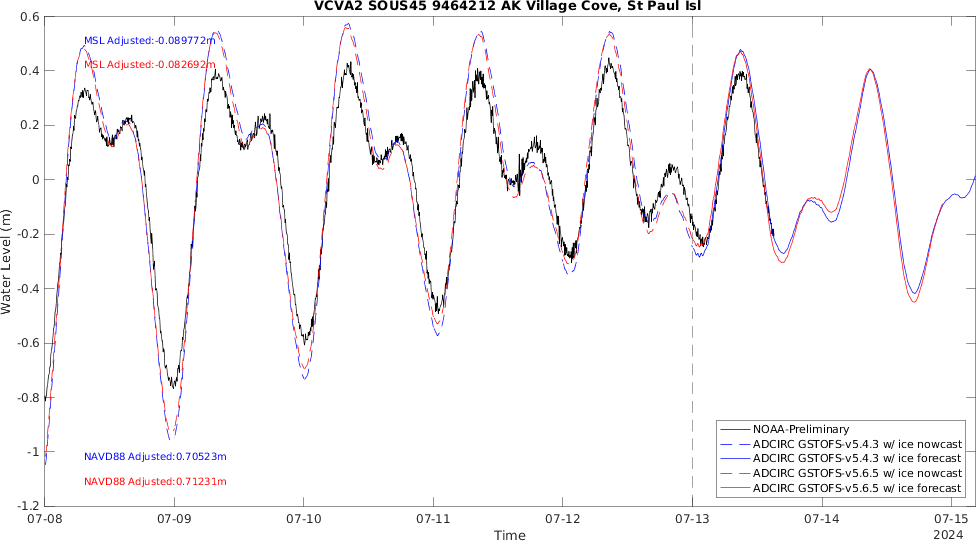 VCVA2 SOUS45 9464212 AK Village Cove, St Paul Isl
0.6
MSL Adjusted:-0.089772m
MSL Adjusted:-0.082692m
0.4
0.2
0
-0.2
-0.4
-0.6
-0.8
-1
-1.2
Water Level (m)
NAVD88 Adjusted:0.70523m
NAVD88 Adjusted:0.71231m
NOAA-Preliminary
ADCIRC GSTOFS-v5.4.3 w/ ice nowcast
ADCIRC GSTOFS-v5.4.3 w/ ice forecast
ADCIRC GSTOFS-v5.6.5 w/ ice nowcast
ADCIRC GSTOFS-v5.6.5 w/ ice forecast
07-08 07-09 07-10 07-11 07-12 07-13 07-14 07-15
Time
2024